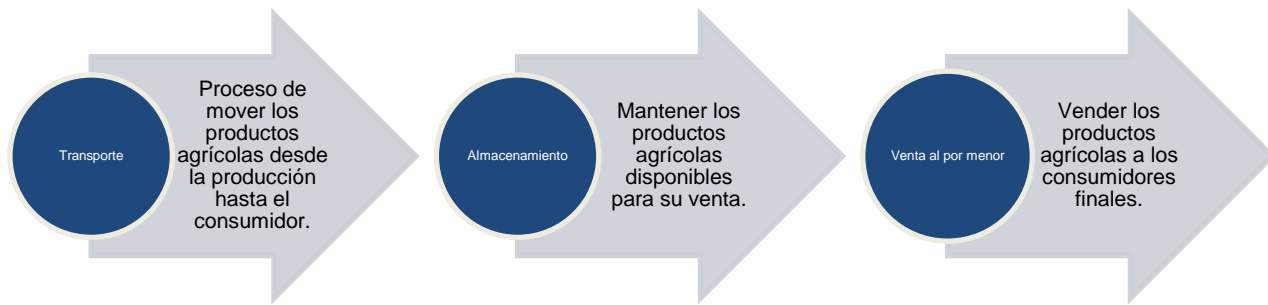 Transporte
Proceso de
mover los
productos
agrícolas desde
la producción
hasta el
consumidor.
Almacenamiento
Mantener los
productos
agrícolas
disponibles
para su venta.
Venta al por menor
Vender los
productos
agrícolas a los
consumidores
finales.